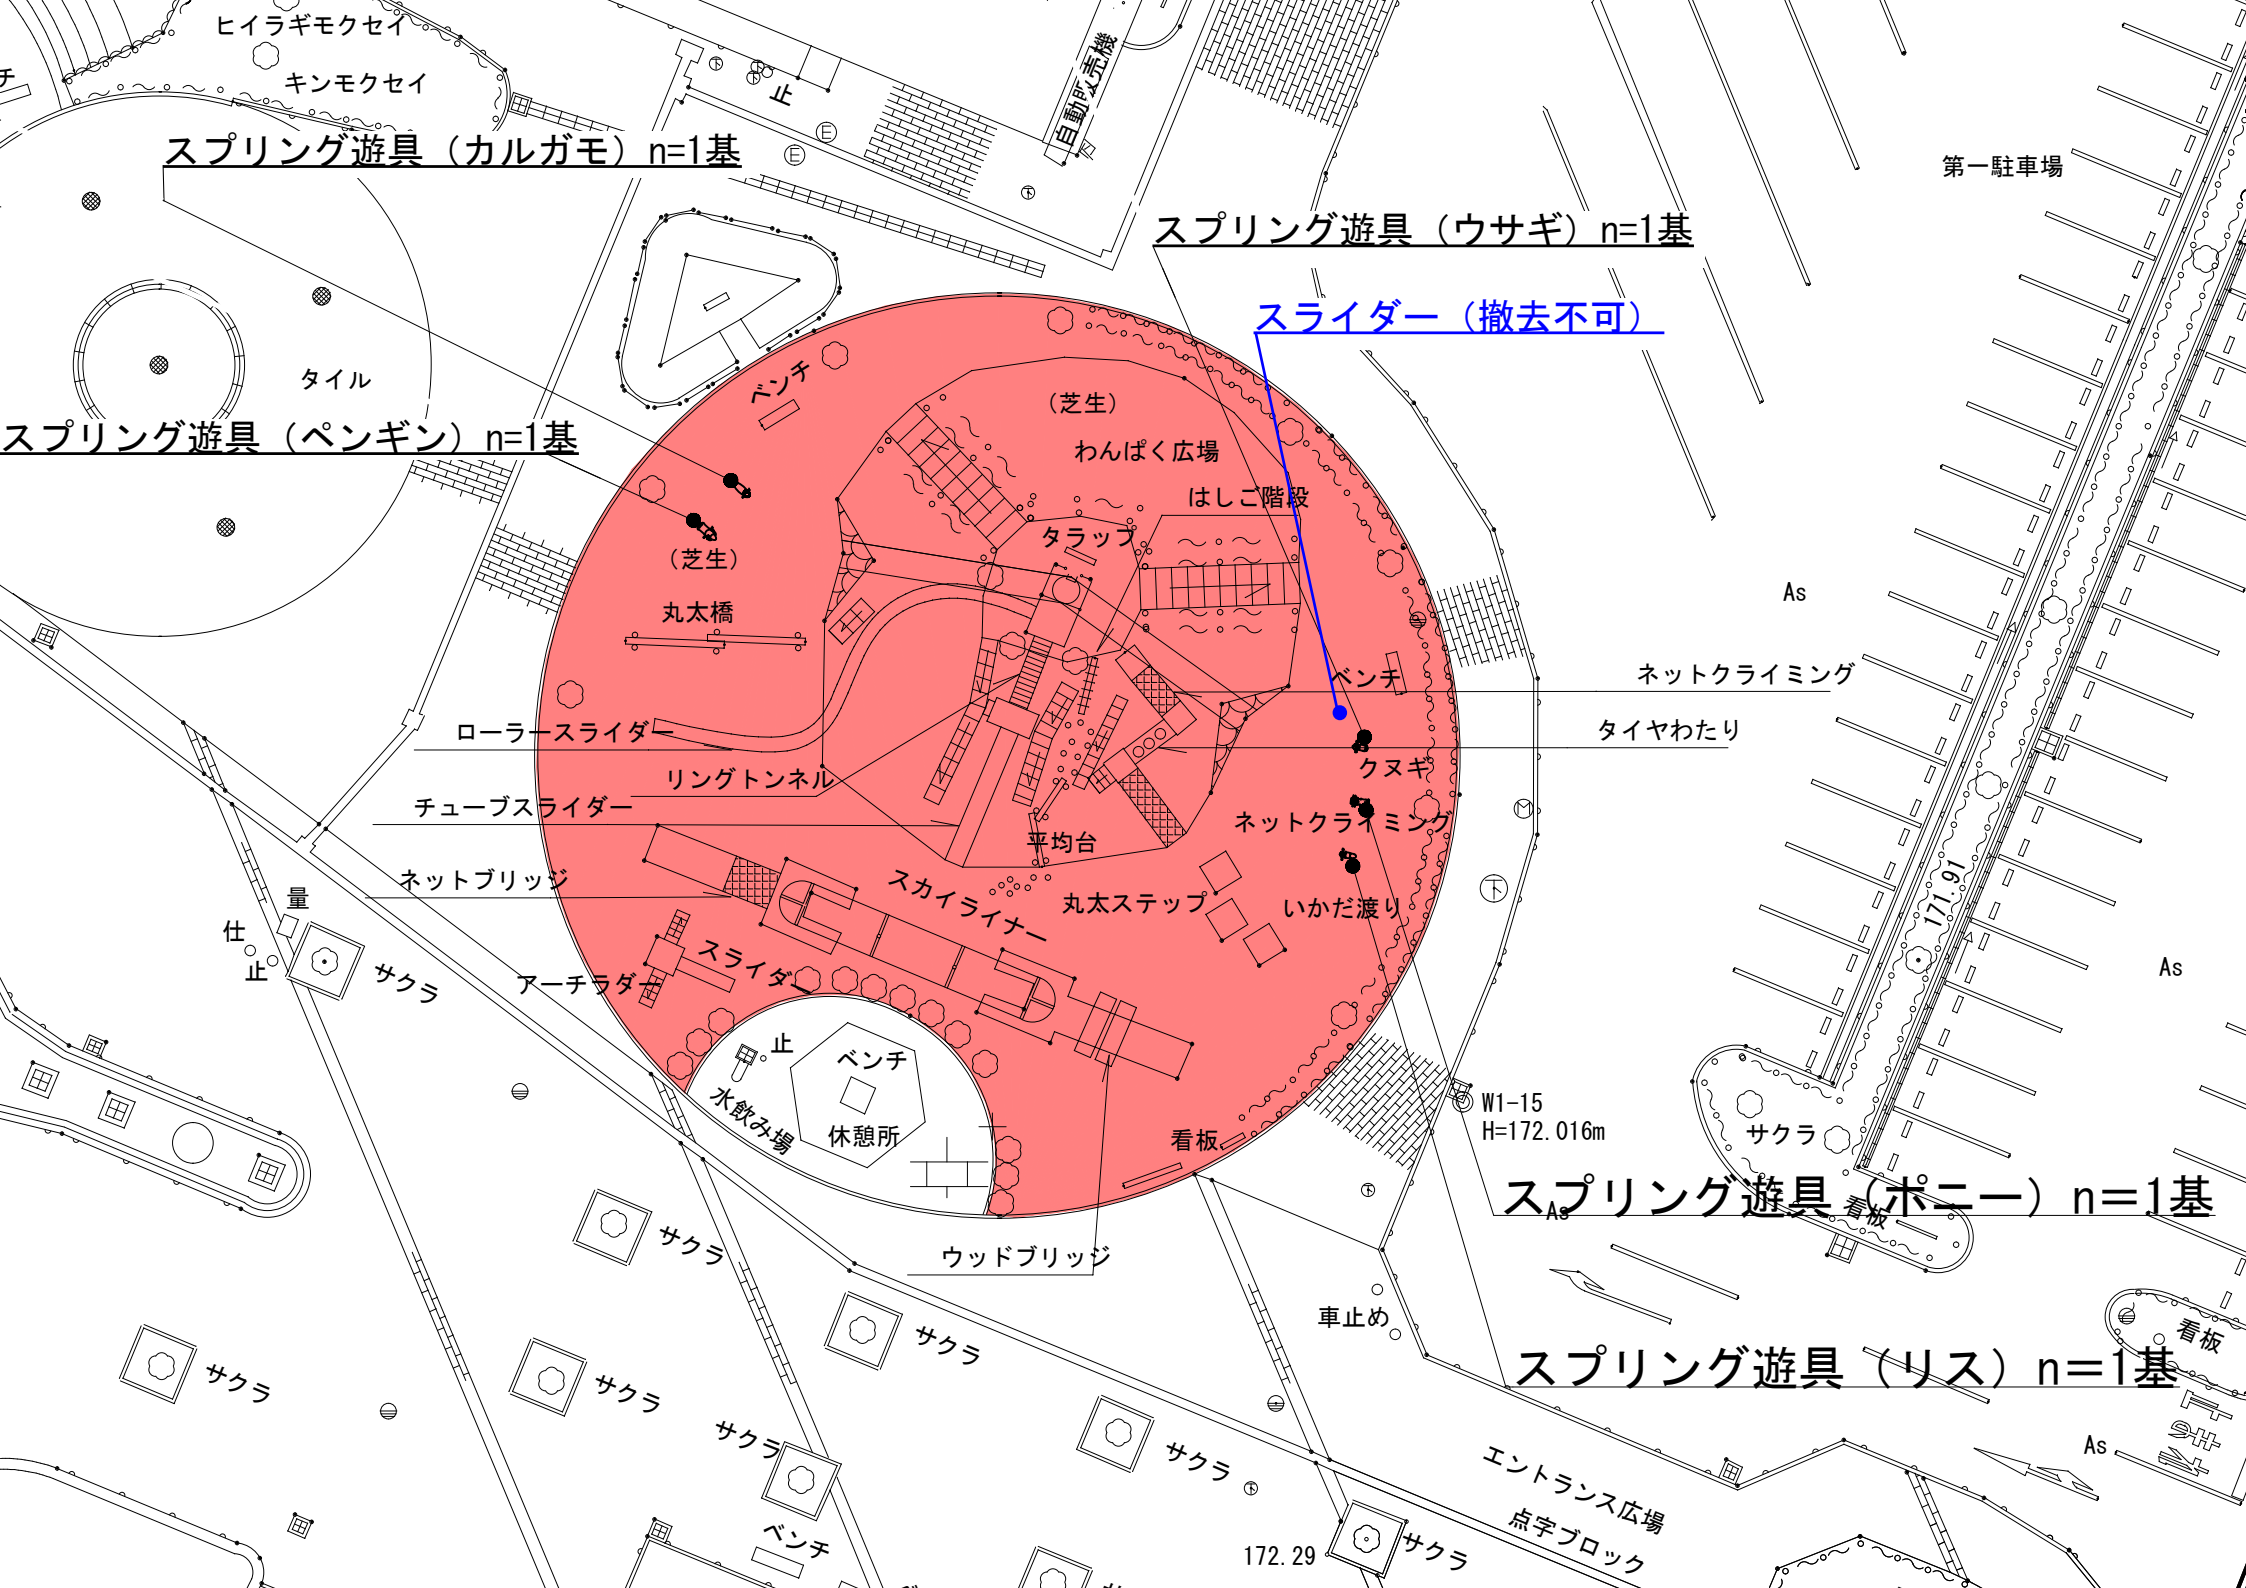 ヒイラギモクセイ
キンモクセイ
チ
止
自動販売機
第一駐車場
スプリング遊具（カルガモ）n=1基
スプリング遊具（ウサギ）n=1基
スライダー（撤去不可）
タイル
スプリング遊具（ペンギン）n=1基
ベンチ
（芝生）
わんぱく広場
はしご階段
タラップ
（芝生）
丸太橋
As
ベンチ
ネットクライミング
ローラースライダー
タイヤわたり
リングトンネル
クヌギ
チューブスライダー
ネットクライミング
平均台
ネットブリッジ
スカイライナー
丸太ステップ
いかだ渡り
171.91
量
仕
止
サクラ
アーチラダー
スライダー
As
止
ベンチ
水飲み場
休憩所
看板
W1-15
H=172.016m
サクラ
スプリング遊具（ポニー）n＝1基
As
看板
サクラ
ウッドブリッジ
車止め
サクラ
サクラ
サクラ
サクラ
サクラ
スプリング遊具（リス）n＝1基
看板
As
エントランス広場
点字ブロック
ベンチ
172.29
サクラ